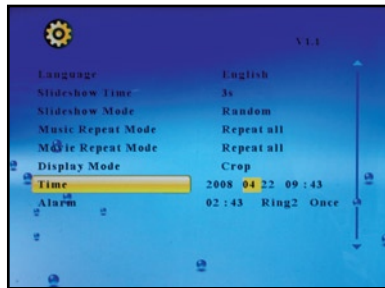 V1.1
Language English
Slideshow Time 3s
Slideshow Mode Random
Music Repeat Mode Repeat all
Movie Repeat Mode Repeat all
Display Mode Crop
Time 2008 04 22 09 : 43
Alarm 02 : 43 Ring2 Once